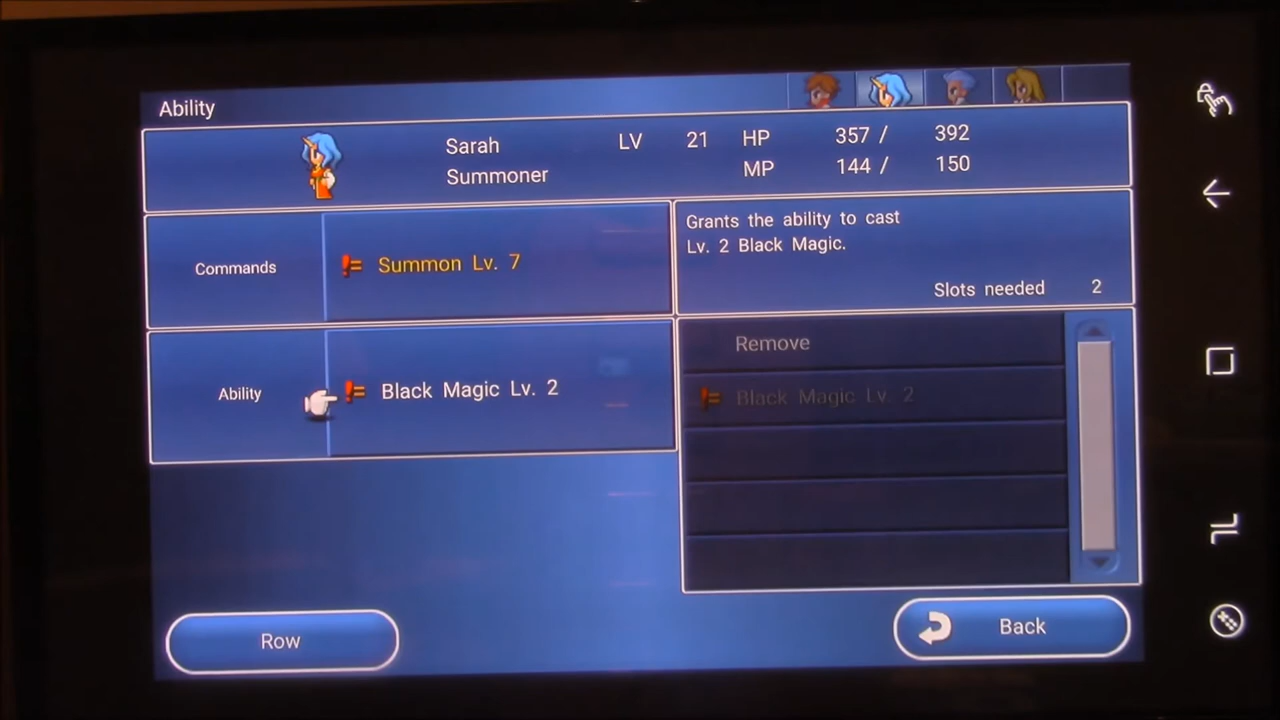 Ability
Sarah LV 21 HP 357 / 392
Summoner MP 144 / 150
Commands Summon Lv. 7
Grants the ability to cast
Lv. 2 Black Magic.
Slots needed 2
Ability Black Magic Lv. 2
Remove
Black Magic Lv. 2
Row
Back